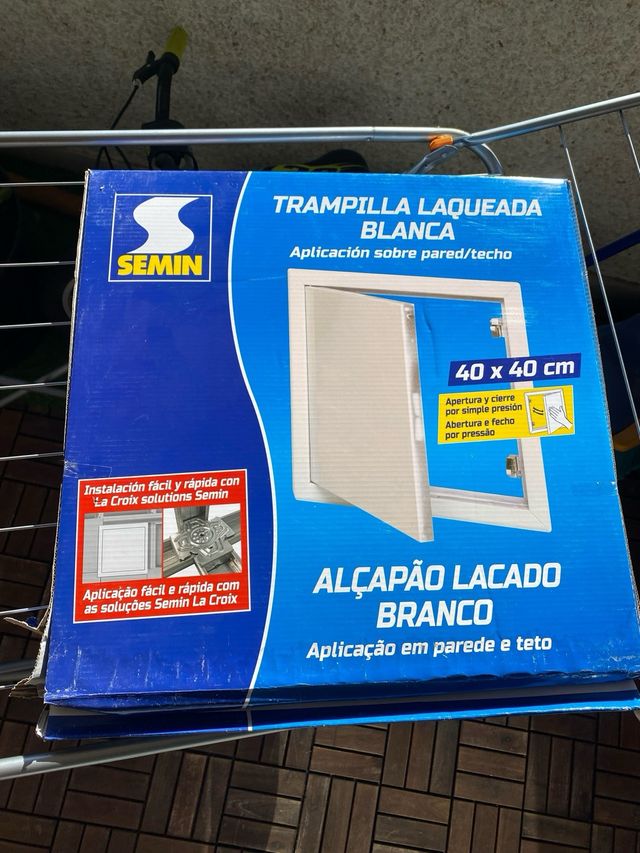 SEMIN
TRAMPILLA LAQUEADA
BLANCA
Aplicación sobre pared/techo
40 x 40 cm
Apertura y cierre
por simple presión
Abertura e fecho
por pressão
Instalación fácil y rápida con
La Croix solutions Semin
Aplicação fácil e rápida com
as soluções Semin La Croix
ALÇAPÃO LACADO
BRANCO
Aplicação em parede e teto